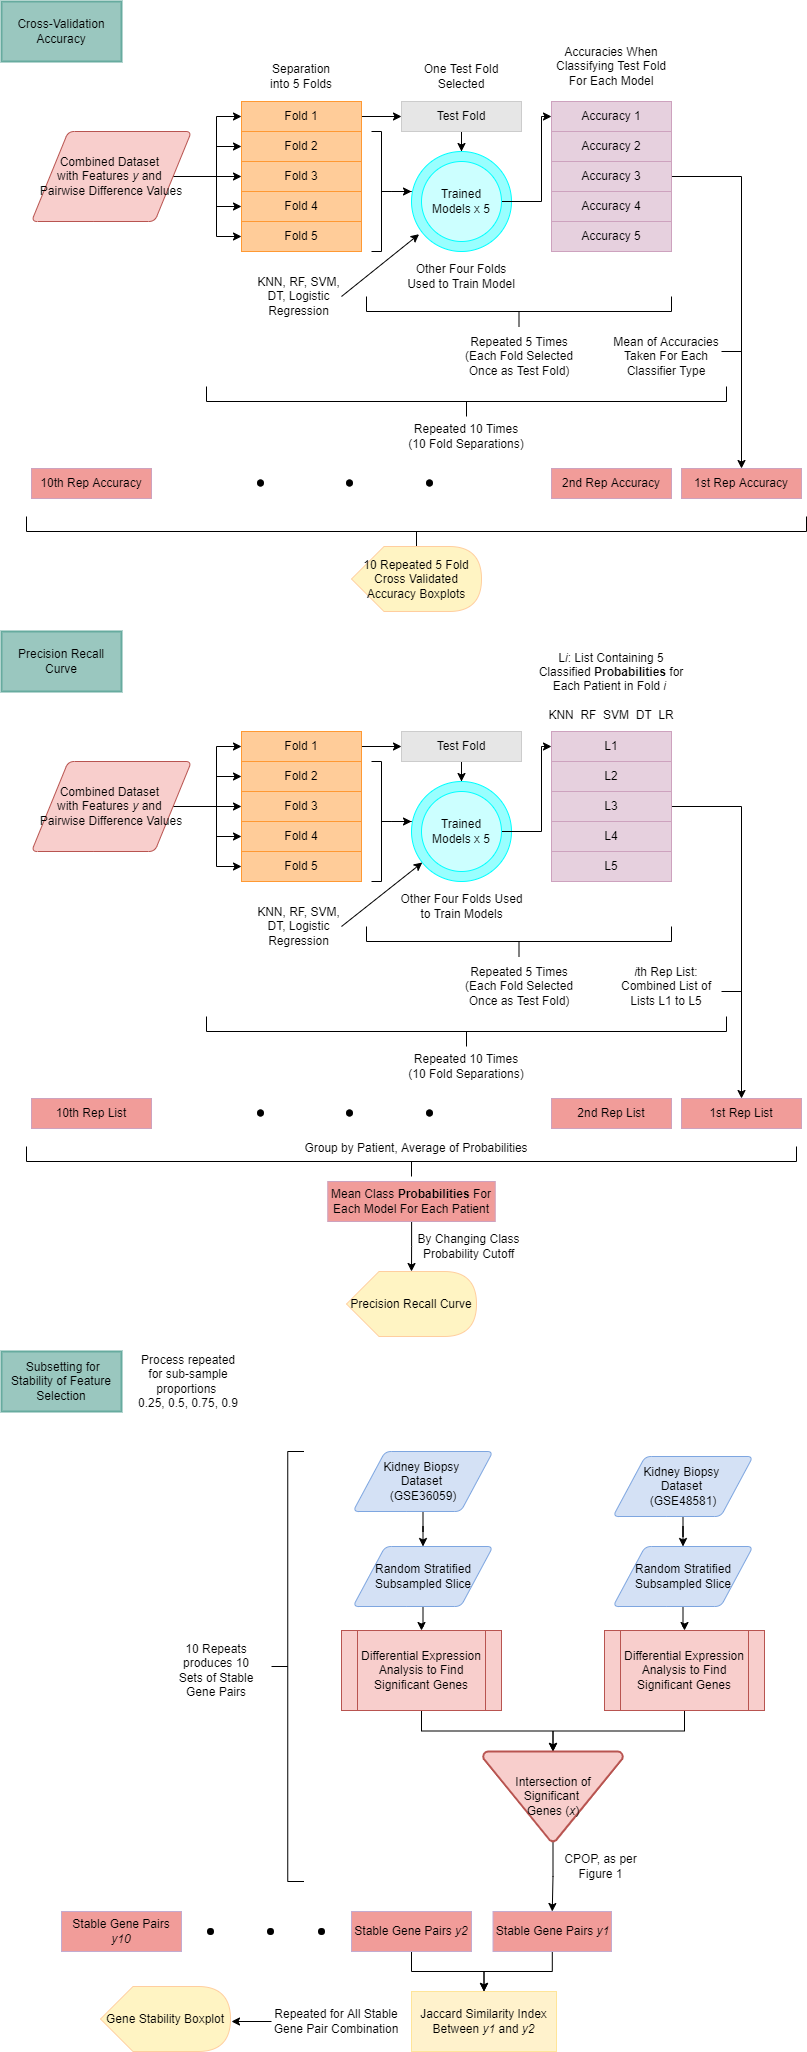 Cross-Validation
Accuracy
Separation
into 5 Folds
One Test Fold
Selected
Accuracies When
Classifying Test Fold
For Each Model
Combined Dataset
with Features y and
Pairwise Difference Values
Fold 1
Fold 2
Fold 3
Fold 4
Fold 5
Test Fold
Trained
Models x 5
Accuracy 1
Accuracy 2
Accuracy 3
Accuracy 4
Accuracy 5
KNN, RF, SVM,
DT, Logistic
Regression
Other Four Folds
Used to Train Model
Repeated 5 Times
(Each Fold Selected
Once as Test Fold)
Mean of Accuracies
Taken For Each
Classifier Type
Repeated 10 Times
(10 Fold Separations)
10th Rep Accuracy
2nd Rep Accuracy
1st Rep Accuracy
10 Repeated 5 Fold
Cross Validated
Accuracy Boxplots
Precision Recall
Curve
Li: List Containing 5
Classified Probabilities for
Each Patient in Fold i
KNN RF SVM DT LR
Combined Dataset
with Features y and
Pairwise Difference Values
Fold 1
Fold 2
Fold 3
Fold 4
Fold 5
Test Fold
Trained
Models x 5
L1
L2
L3
L4
L5
KNN, RF, SVM,
DT, Logistic
Regression
Other Four Folds Used
to Train Models
Repeated 5 Times
(Each Fold Selected
Once as Test Fold)
ith Rep List:
Combined List of
Lists L1 to L5
Repeated 10 Times
(10 Fold Separations)
10th Rep List
2nd Rep List
1st Rep List
Group by Patient, Average of Probabilities
Mean Class Probabilities For
Each Model For Each Patient
By Changing Class
Probability Cutoff
Precision Recall Curve
Subsetting for
Stability of Feature
Selection
Process repeated
for sub-sample
proportions
0.25, 0.5, 0.75, 0.9
Kidney Biopsy
Dataset
(GSE36059)
Kidney Biopsy
Dataset
(GSE48581)
Random Stratified
Subsampled Slice
Random Stratified
Subsampled Slice
Differential Expression
Analysis to Find
Significant Genes
Differential Expression
Analysis to Find
Significant Genes
10 Repeats
produces 10
Sets of Stable
Gene Pairs
Intersection of
Significant
Genes (x)
CPOP, as per
Figure 1
Stable Gene Pairs
y10
Stable Gene Pairs y2
Stable Gene Pairs y1
Gene Stability Boxplot
Repeated for All Stable
Gene Pair Combination
Jaccard Similarity Index
Between y1 and y2